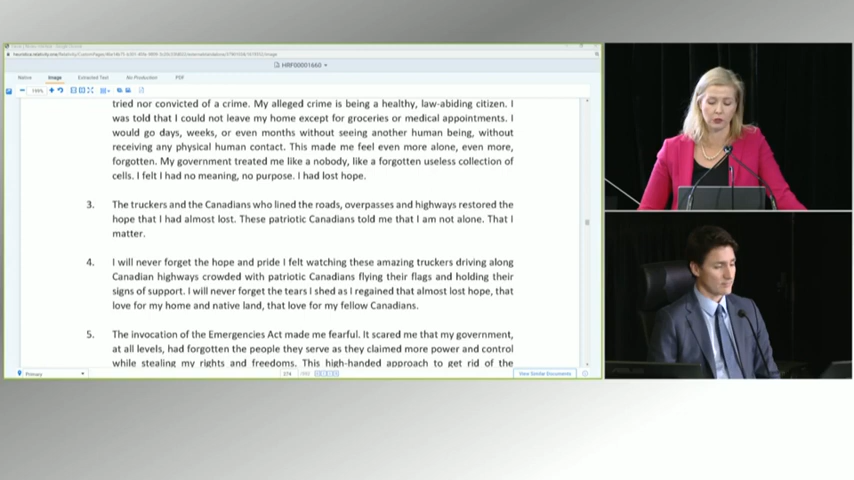 HRF00001660
Native Image Extracted Text No Production PDF
tried nor convicted of a crime. My alleged crime is being a healthy, law-abiding citizen. I
was told that I could not leave my home except for groceries or medical appointments. I
would go days, weeks, or even months without seeing another human being, without
receiving any physical human contact. This made me feel even more alone, even more,
forgotten. My government treated me like a nobody, like a forgotten useless collection of
cells. I felt I had no meaning, no purpose. I had lost hope.
3. The truckers and the Canadians who lined the roads, overpasses and highways restored the
hope that I had almost lost. These patriotic Canadians told me that I am not alone. That I
matter.
4. I will never forget the hope and pride I felt watching these amazing truckers driving along
Canadian highways crowded with patriotic Canadians flying their flags and holding their
signs of support. I will never forget the tears I shed as I regained that almost lost hope, that
love for my home and native land, that love for my fellow Canadians.
5. The invocation of the Emergencies Act made me fearful. It scared me that my government,
at all levels, had forgotten the people they serve as they claimed more power and control
while stealing my rights and freedoms. This high-handed approach to get rid of the
Primary
274
View Similar Documents